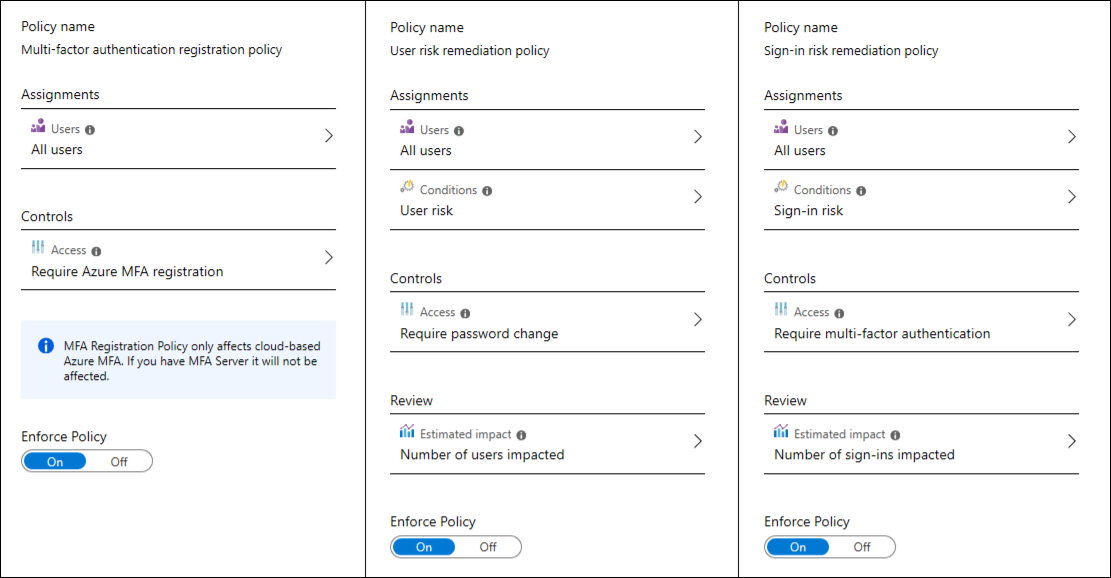 Policy name
Multi-factor authentication registration policy
Assignments
Users
All users
Controls
Access
Require Azure MFA registration
MFA Registration Policy only affects cloud-based
Azure MFA. If you have MFA Server it will not be
affected.
Enforce Policy
On Off
Policy name
User risk remediation policy
Assignments
Users
All users
Conditions
User risk
Controls
Access
Require password change
Review
Estimated impact
Number of users impacted
Enforce Policy
On Off
Policy name
Sign-in risk remediation policy
Assignments
Users
All users
Conditions
Sign-in risk
Controls
Access
Require multi-factor authentication
Review
Estimated impact
Number of sign-ins impacted
Enforce Policy
On Off